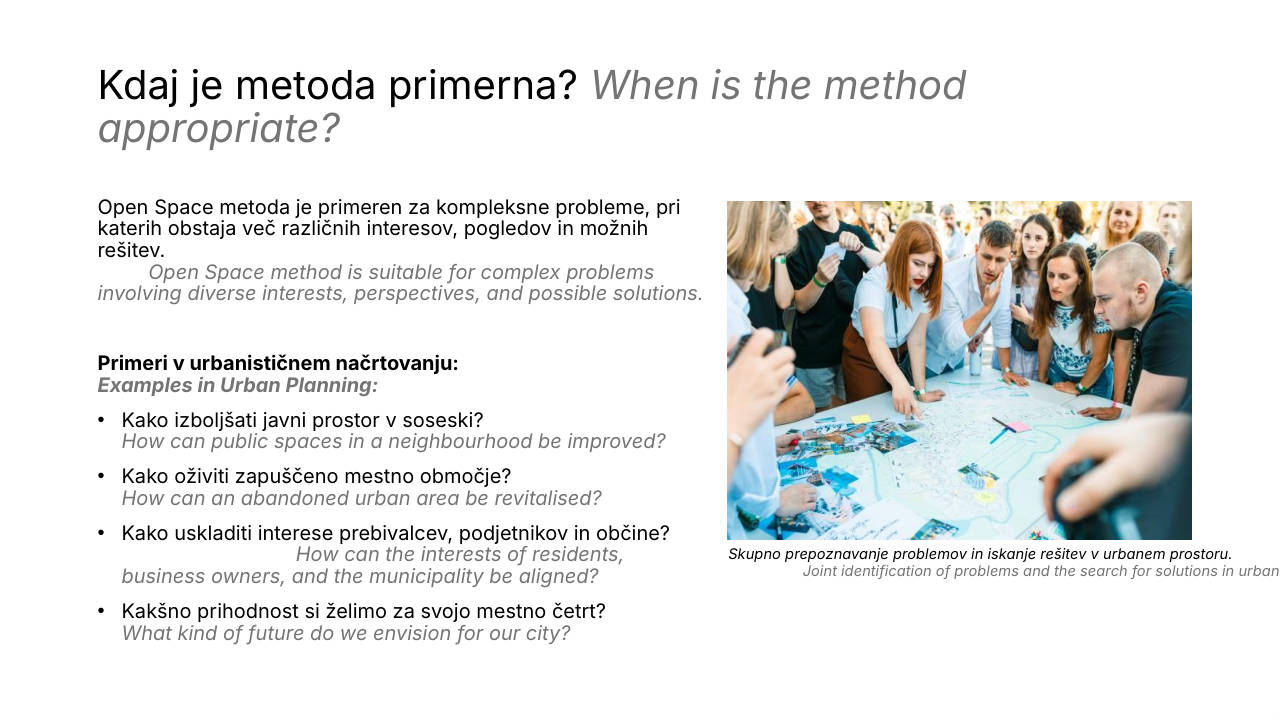 Kdaj je metoda primerna? When is the method
appropriate?
Open Space metoda je primeren za kompleksne probleme, pri
katerih obstaja več različnih interesov, pogledov in možnih
rešitev.
Open Space method is suitable for complex problems
involving diverse interests, perspectives, and possible solutions.
Primeri v urbanističnem načrtovanju:
Examples in Urban Planning:
• Kako izboljšati javni prostor v soseski?
How can public spaces in a neighbourhood be improved?
• Kako oživiti zapuščeno mestno območje?
How can an abandoned urban area be revitalised?
• Kako uskladiti interese prebivalcev, podjetnikov in občine?
How can the interests of residents,
business owners, and the municipality be aligned?
• Kakšno prihodnost si želimo za svojo mestno četrt?
What kind of future do we envision for our city?
Skupno prepoznavanje problemov in iskanje rešitev v urbanem prostoru.
Joint identification of problems and the search for solutions in urban